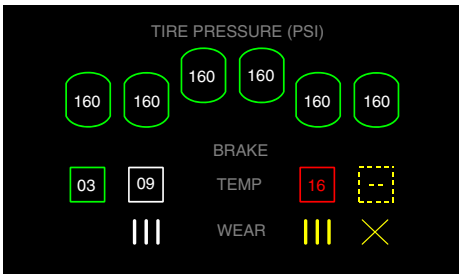 TIRE PRESSURE (PSI)
160 160
160 160 160 160
BRAKE
03 09 TEMP 16 --
WEAR